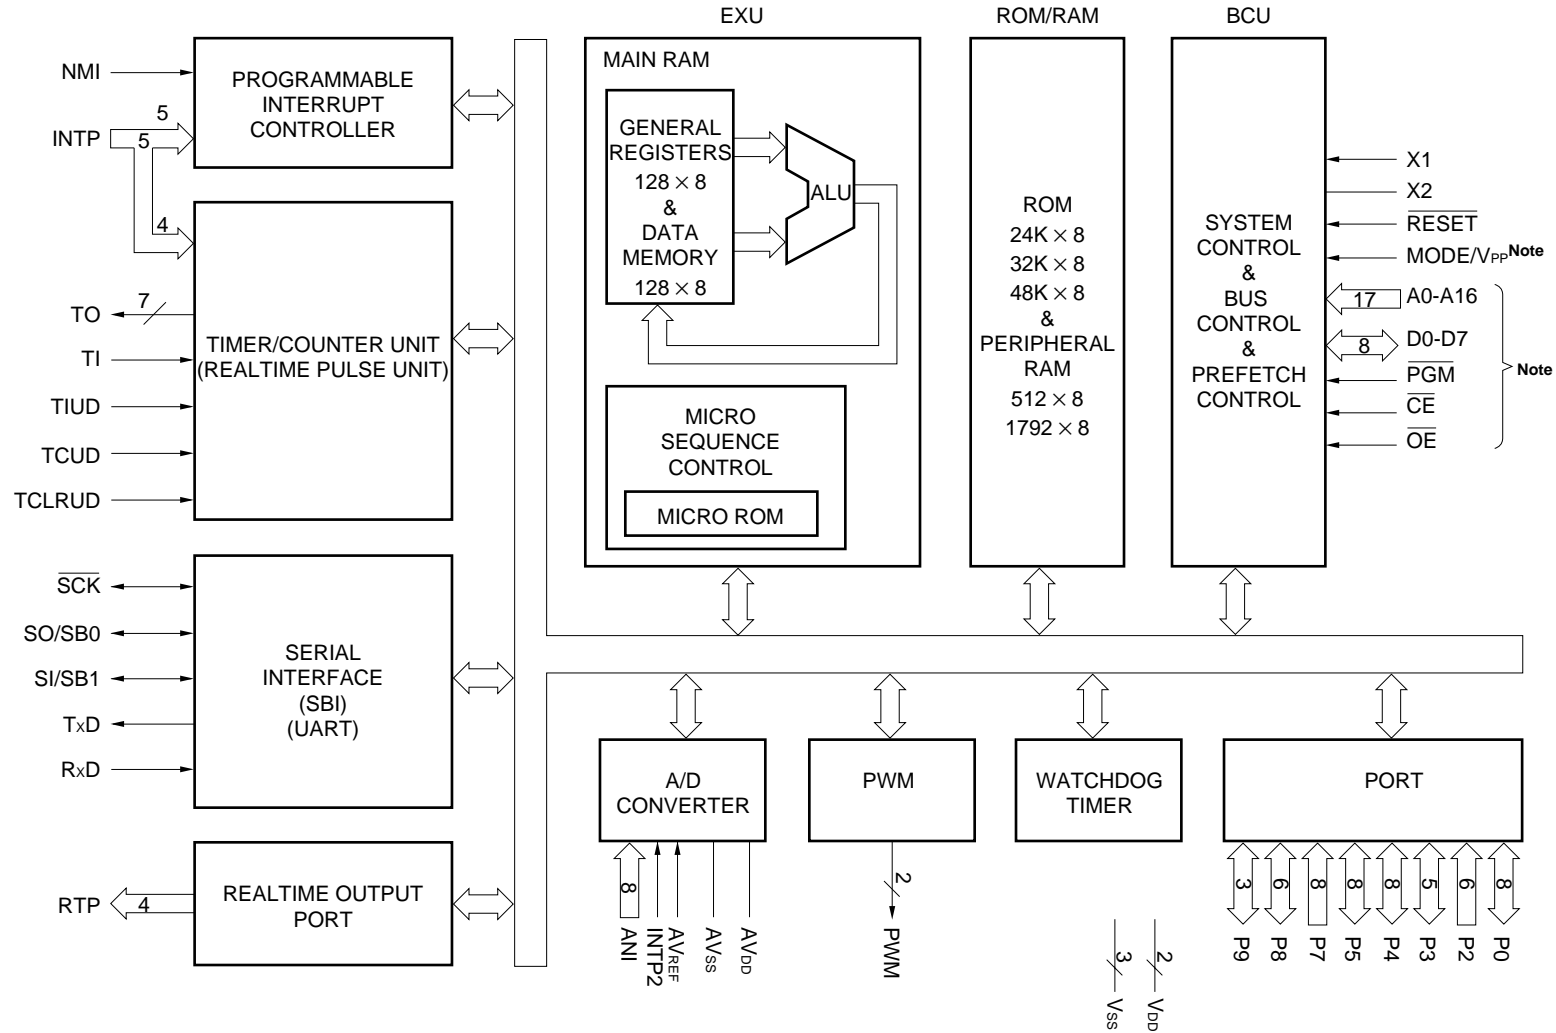 EXU
ROM/RAM
BCU
NMI
INTP
5
5
4
PROGRAMMABLE
INTERRUPT
CONTROLLER
TO
7
TI
TIUD
TCUD
TCLRUD
TIMER/COUNTER UNIT
(REALTIME PULSE UNIT)
SCK
SO/SB0
SI/SB1
TxD
RxD
SERIAL
INTERFACE
(SBI)
(UART)
RTP
4
REALTIME OUTPUT
PORT
MAIN RAM
GENERAL
REGISTERS
128 × 8
&
DATA
MEMORY
128 × 8
ALU
MICRO
SEQUENCE
CONTROL
MICRO ROM
ROM
24K × 8
32K × 8
48K × 8
&
PERIPHERAL
RAM
512 × 8
1792 × 8
SYSTEM
CONTROL
&
BUS
CONTROL
&
PREFETCH
CONTROL
X1
X2
RESET
MODE/VPP Note
17
A0-A16
8
D0-D7
PGM
CE
OE
Note
A/D
CONVERTER
8
ANI
INTP2
AVREF
AVSS
AVDD
PWM
2
PWM
WATCHDOG
TIMER
3
VSS
2
VDD
PORT
3
6
8
8
8
5
6
8
P9
P8
P7
P5
P4
P3
P2
P0